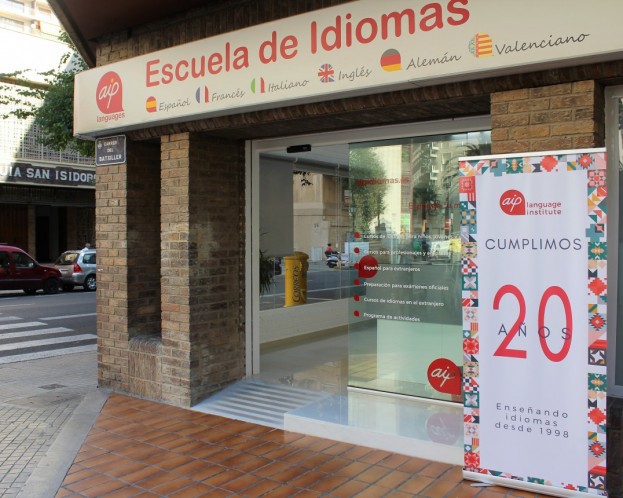 Escuela de Idiomas
aip
languages
Español Francés Italiano Inglés Alemán Valenciano
CARRER
DEL
BATXILLER
SAN ISIDRO
Español para extranjeros
Preparación para exámenes oficiales
Cursos de idiomas en el extranjero
Programa de actividades
aip
aip language
institute
CUMPLIMOS
20
AÑOS
Enseñando
idiomas
desde 1998